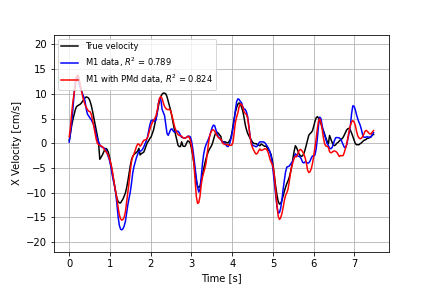 True velocity
M1 data, R² = 0.789
M1 with PMd data, R² = 0.824
20
15
10
5
0
−5
−10
−15
−20
X Velocity [cm/s]
0 1 2 3 4 5 6 7
Time [s]